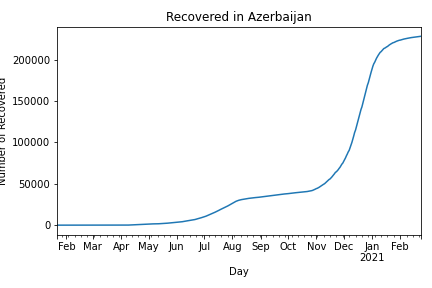 Recovered in Azerbaijan
Number of Recovered
200000
150000
100000
50000
0
Feb Mar Apr May Jun Jul Aug Sep Oct Nov Dec Jan Feb
2021
Day